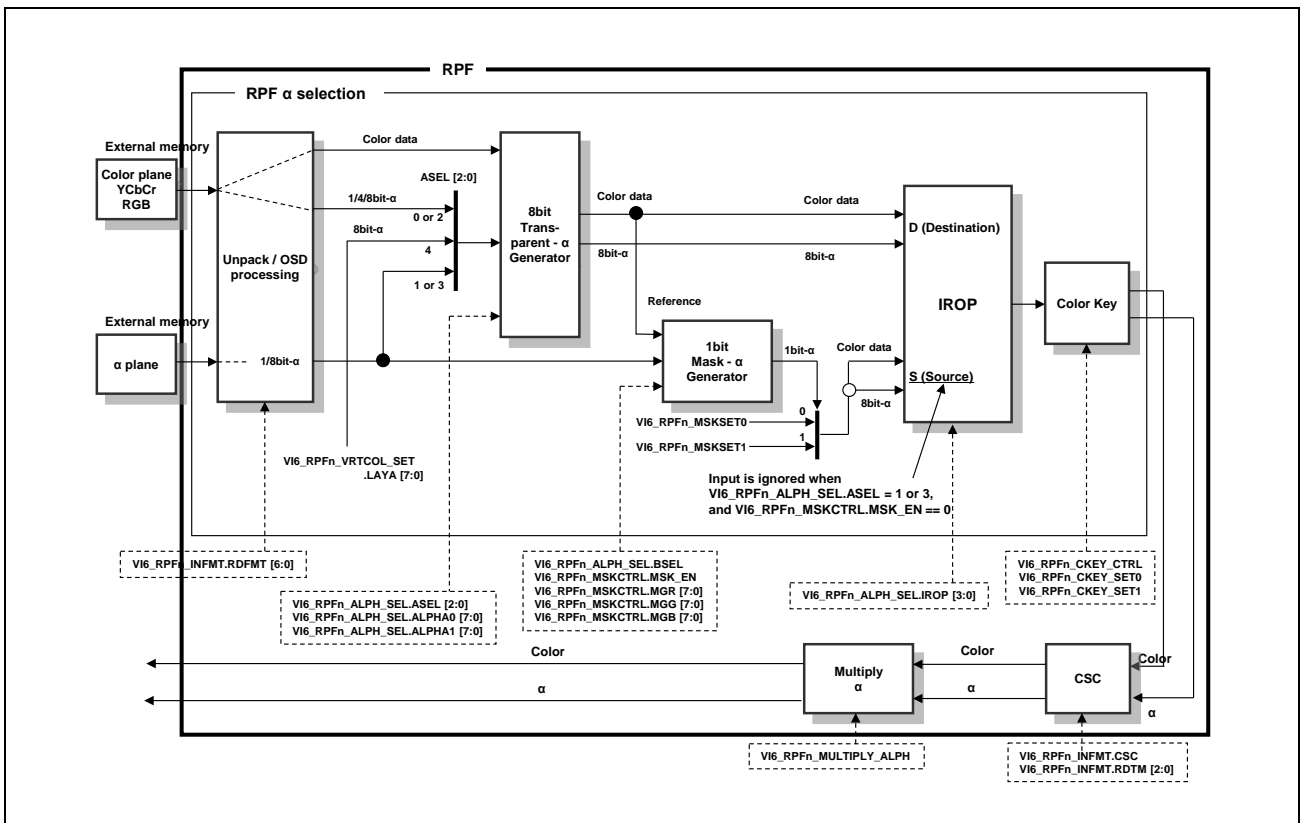 RPF
RPF α selection
External memory
Color plane
YCbCr
RGB
External memory
α plane
Unpack / OSD
processing
1/8bit-α
Color data
ASEL [2:0]
1/4/8bit-α
0 or 2
8bit-α
4
1 or 3
8bit
Trans-
parent - α
Generator
Color data
8bit-α
Reference
1bit
Mask - α
Generator
1bit-α
0
1
VI6_RPFn_MSKSET0
VI6_RPFn_MSKSET1
VI6_RPFn_VRTCOL_SET
.LAYA [7:0]
Color data
8bit-α
Color data
8bit-α
D (Destination)
IROP
S (Source)
Color Key
Input is ignored when
VI6_RPFn_ALPH_SEL.ASEL = 1 or 3,
and VI6_RPFn_MSKCTRL.MSK_EN == 0
VI6_RPFn_INFMT.RDFMT [6:0]
VI6_RPFn_ALPH_SEL.ASEL [2:0]
VI6_RPFn_ALPH_SEL.ALPHA0 [7:0]
VI6_RPFn_ALPH_SEL.ALPHA1 [7:0]
VI6_RPFn_ALPH_SEL.BSEL
VI6_RPFn_MSKCTRL.MSK_EN
VI6_RPFn_MSKCTRL.MGR [7:0]
VI6_RPFn_MSKCTRL.MGG [7:0]
VI6_RPFn_MSKCTRL.MGB [7:0]
VI6_RPFn_ALPH_SEL.IROP [3:0]
VI6_RPFn_CKEY_CTRL
VI6_RPFn_CKEY_SET0
VI6_RPFn_CKEY_SET1
Color
α
Multiply
α
Color
α
CSC
Color
α
VI6_RPFn_MULTIPLY_ALPH
VI6_RPFn_INFMT.CSC
VI6_RPFn_INFMT.RDTM [2:0]